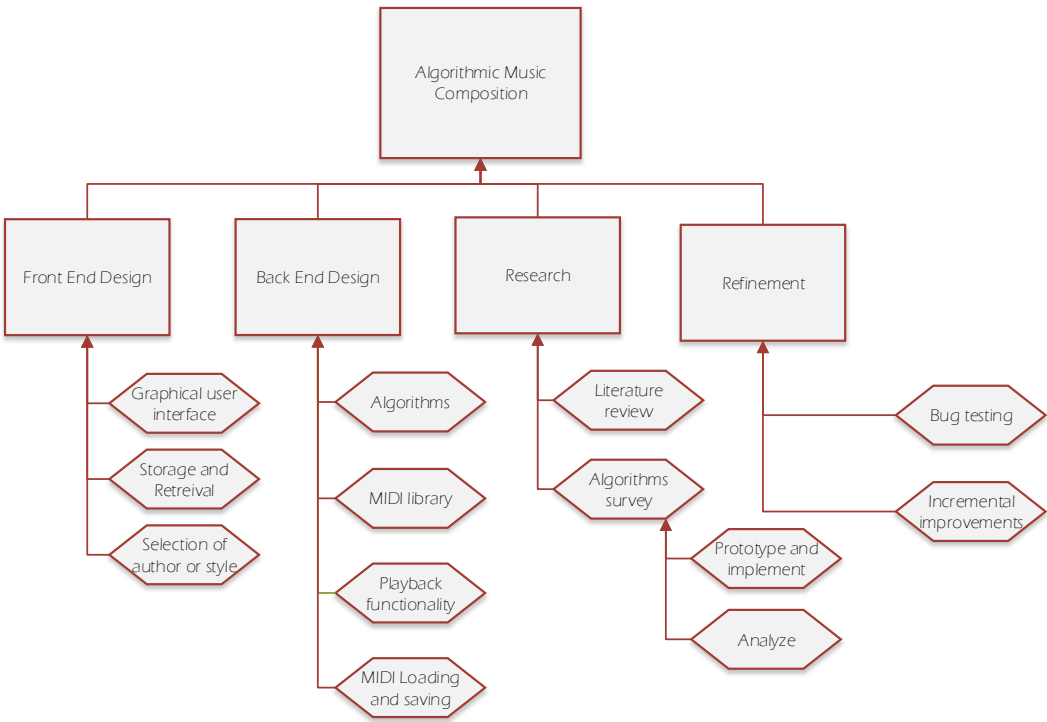 Algorithmic Music
Composition
Front End Design
Back End Design
Research
Refinement
Graphical user
interface
Storage and
Retreival
Selection of
author or style
Algorithms
MIDI library
Playback
functionality
MIDI Loading
and saving
Literature
review
Algorithms
survey
Prototype and
implement
Analyze
Bug testing
Incremental
improvements